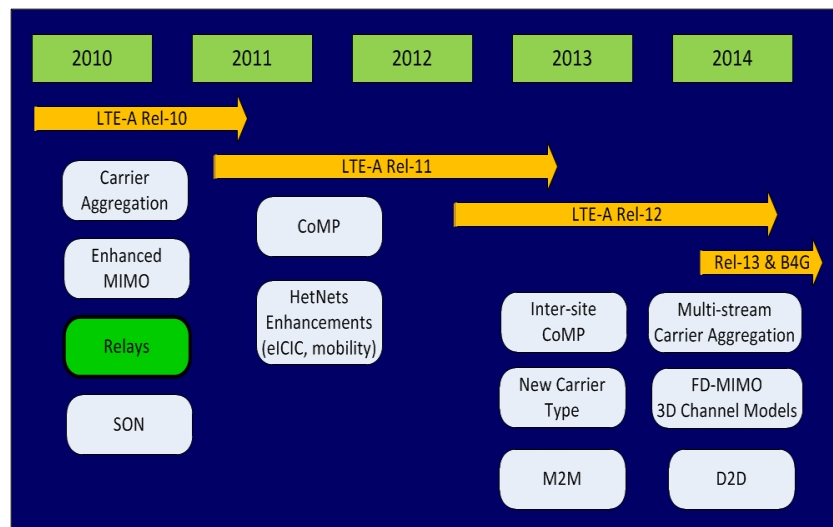 2010
2011
2012
2013
2014
LTE-A Rel-10
LTE-A Rel-11
LTE-A Rel-12
Rel-13 & B4G
Carrier
Aggregation
Enhanced
MIMO
Relays
SON
CoMP
HetNets
Enhancements
(eICIC, mobility)
Inter-site
CoMP
New Carrier
Type
M2M
Multi-stream
Carrier Aggregation
FD-MIMO
3D Channel Models
D2D